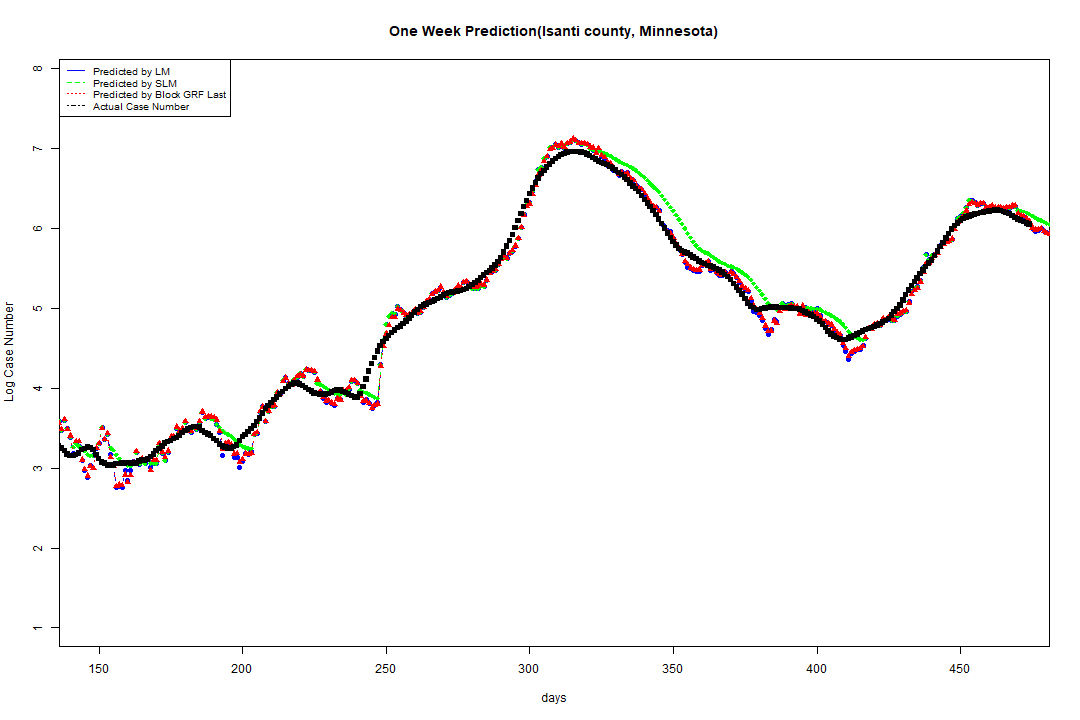 One Week Prediction(Isanti county, Minnesota)
Predicted by LM
Predicted by SLM
Predicted by Block GRF Last
Actual Case Number
Log Case Number
8
7
6
5
4
3
2
1
150 200 250 300 350 400 450
days